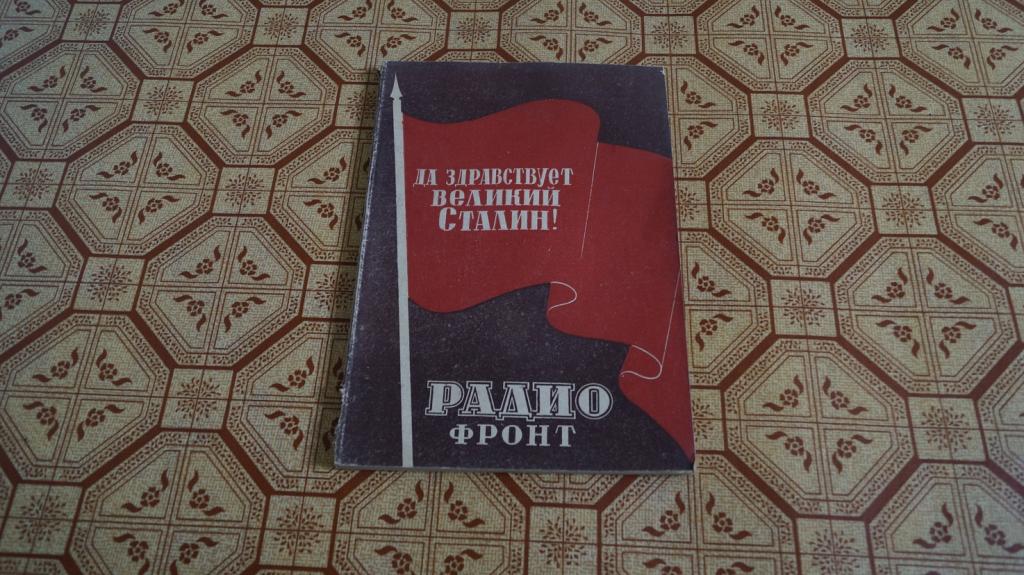 ДА ЗДРАВСТВУЕТ
ВЕЛИКИЙ
СТАЛИН!
РАДИО
ФРОНТ